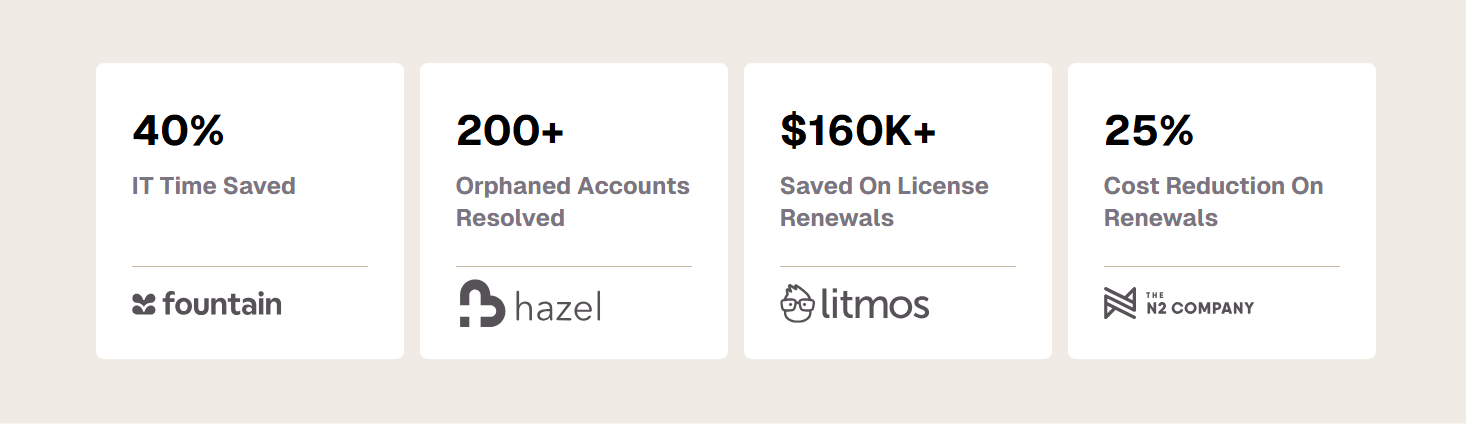 40%
IT Time Saved
fountain
200+
Orphaned Accounts
Resolved
hazel
$160K+
Saved On License
Renewals
litmos
25%
Cost Reduction On
Renewals
THE
N2 COMPANY